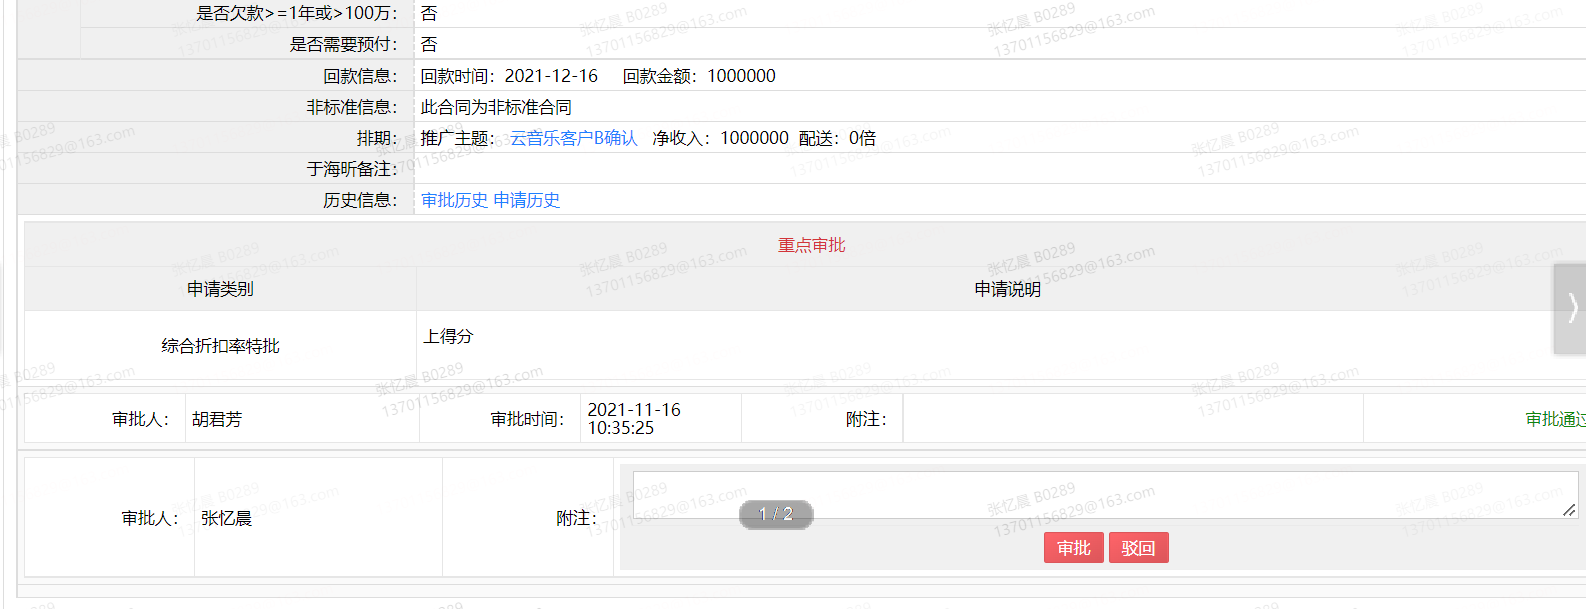 是否欠款>=1年或>100万： 否
是否需要预付： 否
回款信息： 回款时间：2021-12-16 回款金额：1000000
非标准信息： 此合同为非标准合同
排期： 推广主题： 云音乐客户B确认 净收入：1000000 配送：0倍
于海昕备注：
历史信息： 审批历史 申请历史
重点审批
申请类别 申请说明
综合折扣率特批 上得分
审批人： 胡君芳 审批时间： 2021-11-16
10:35:25 附注： 审批通过
审批人： 张忆晨 附注：
1 / 2
审批 驳回
张忆晨 B0289
13701156829@163.com